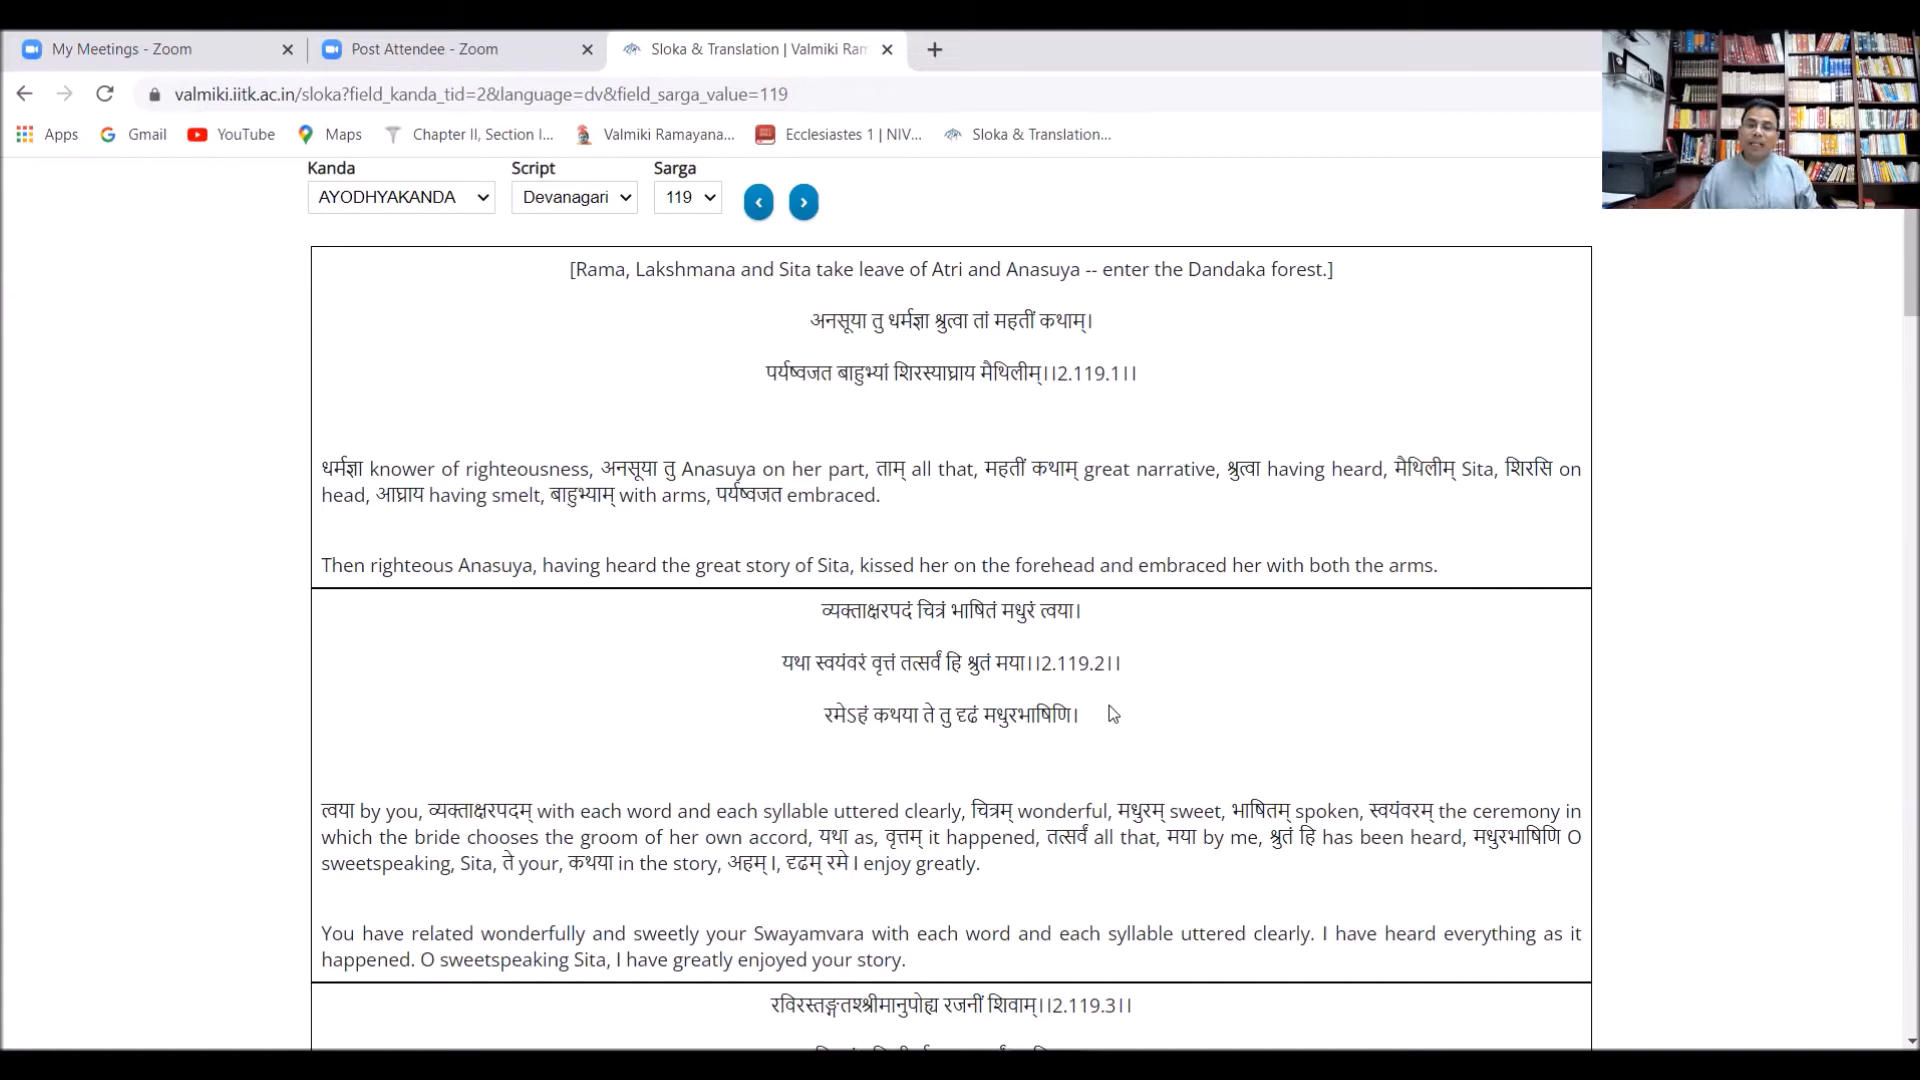 My Meetings - Zoom
Post Attendee - Zoom
Sloka & Translation | Valmiki Ram
valmiki.iitk.ac.in/sloka?field_kanda_tid=2&language=dv&field_sarga_value=119
Apps
Gmail
YouTube
Maps
Chapter II, Section I...
Valmiki Ramayana...
Ecclesiastes 1 | NIV...
Sloka & Translation...
Kanda Script Sarga
AYODHYAKANDA Devanagari 119
[Rama, Lakshmana and Sita take leave of Atri and Anasuya -- enter the Dandaka forest.]
अनसूया तु धर्मज्ञा श्रुत्वा तां महतीं कथाम्।
पर्यष्वजत बाहुभ्यां शिरस्याघ्राय मैथिलीम्।।2.119.1।।
धर्मज्ञा knower of righteousness, अनसूया तु Anasuya on her part, ताम् all that, महतीं कथाम् great narrative, श्रुत्वा having heard, मैथिलीम् Sita, शिरसि on
head, आघ्राय having smelt, बाहुभ्याम् with arms, पर्यष्वजत embraced.
Then righteous Anasuya, having heard the great story of Sita, kissed her on the forehead and embraced her with both the arms.
व्यक्ताक्षरपदं चित्रं भाषितं मधुरं त्वया।
यथा स्वयंवरं वृत्तं तत्सर्वं हि श्रुतं मया।।2.119.2।।
रमेऽहं कथया ते तु दृढं मधुरभाषिणि।
त्वया by you, व्यक्ताक्षरपदम् with each word and each syllable uttered clearly, चित्रम् wonderful, मधुरम् sweet, भाषितम् spoken, स्वयंवरम् the ceremony in
which the bride chooses the groom of her own accord, यथा as, वृत्तम् it happened, तत्सर्वं all that, मया by me, श्रुतं हि has been heard, मधुरभाषिणि O
sweetspeaking, Sita, ते your, कथया in the story, अहम् I, दृढम् रमे I enjoy greatly.
You have related wonderfully and sweetly your Swayamvara with each word and each syllable uttered clearly. I have heard everything as it
happened. O sweetspeaking Sita, I have greatly enjoyed your story.
रविरस्तङ्गतश्श्रीमानुपोह्य रजनीं शिवाम्।।2.119.3।।